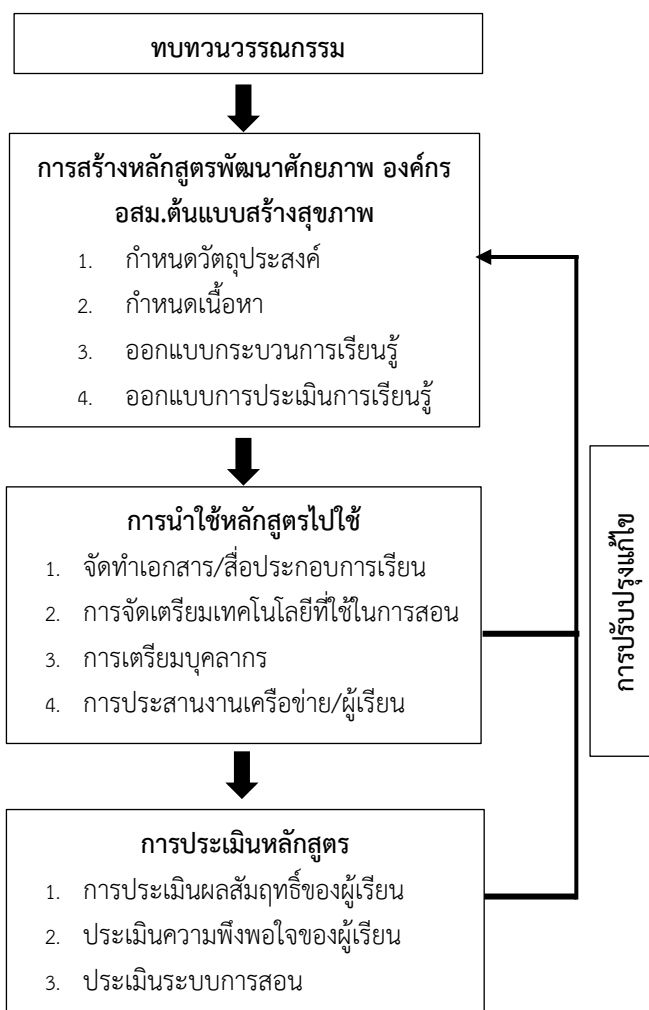 ทบทวนวรรณกรรม
การสร้างหลักสูตรพัฒนาศักยภาพ องค์กร
อสม.ต้นแบบสร้างสุขภาพ
1. กำหนดวัตถุประสงค์
2. กำหนดเนื้อหา
3. ออกแบบกระบวนการเรียนรู้
4. ออกแบบการประเมินการเรียนรู้
การนำใช้หลักสูตรไปใช้
1. จัดทำเอกสาร/สื่อประกอบการเรียน
2. การจัดเตรียมเทคโนโลยีที่ใช้ในการสอน
3. การเตรียมบุคลากร
4. การประสานงานเครือข่าย/ผู้เรียน
การประเมินหลักสูตร
1. การประเมินผลสัมฤทธิ์ของผู้เรียน
2. ประเมินความพึงพอใจของผู้เรียน
3. ประเมินระบบการสอน
การปรับปรุงแก้ไข